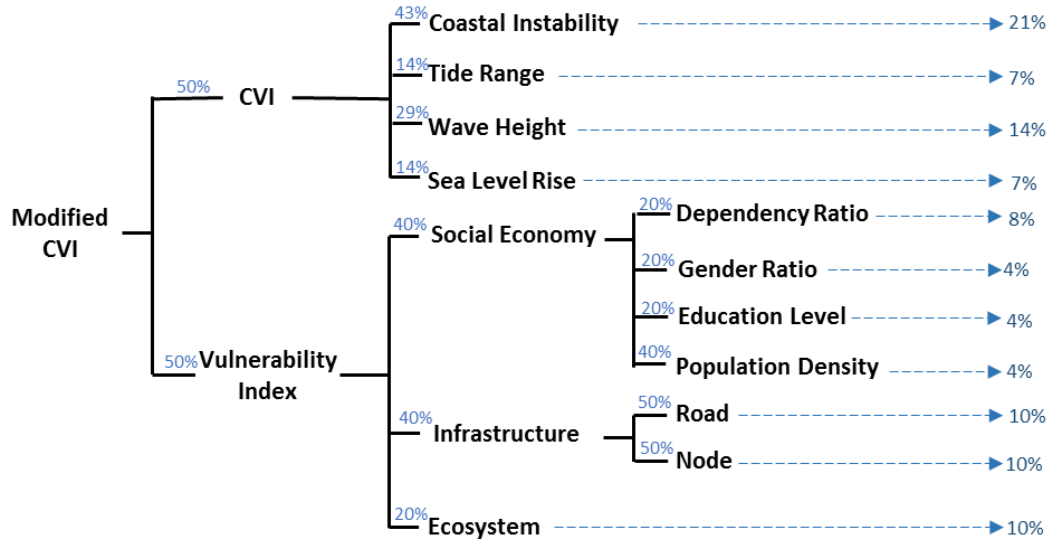 43% Coastal Instability 21%
14% Tide Range 7%
50% CVI
29% Wave Height 14%
14% Sea Level Rise 7%
Modified
CVI
40% Social Economy
20% Dependency Ratio 8%
20% Gender Ratio 4%
20% Education Level 4%
40% Population Density 4%
50% Vulnerability
Index
40% Infrastructure
50% Road 10%
50% Node 10%
20% Ecosystem 10%